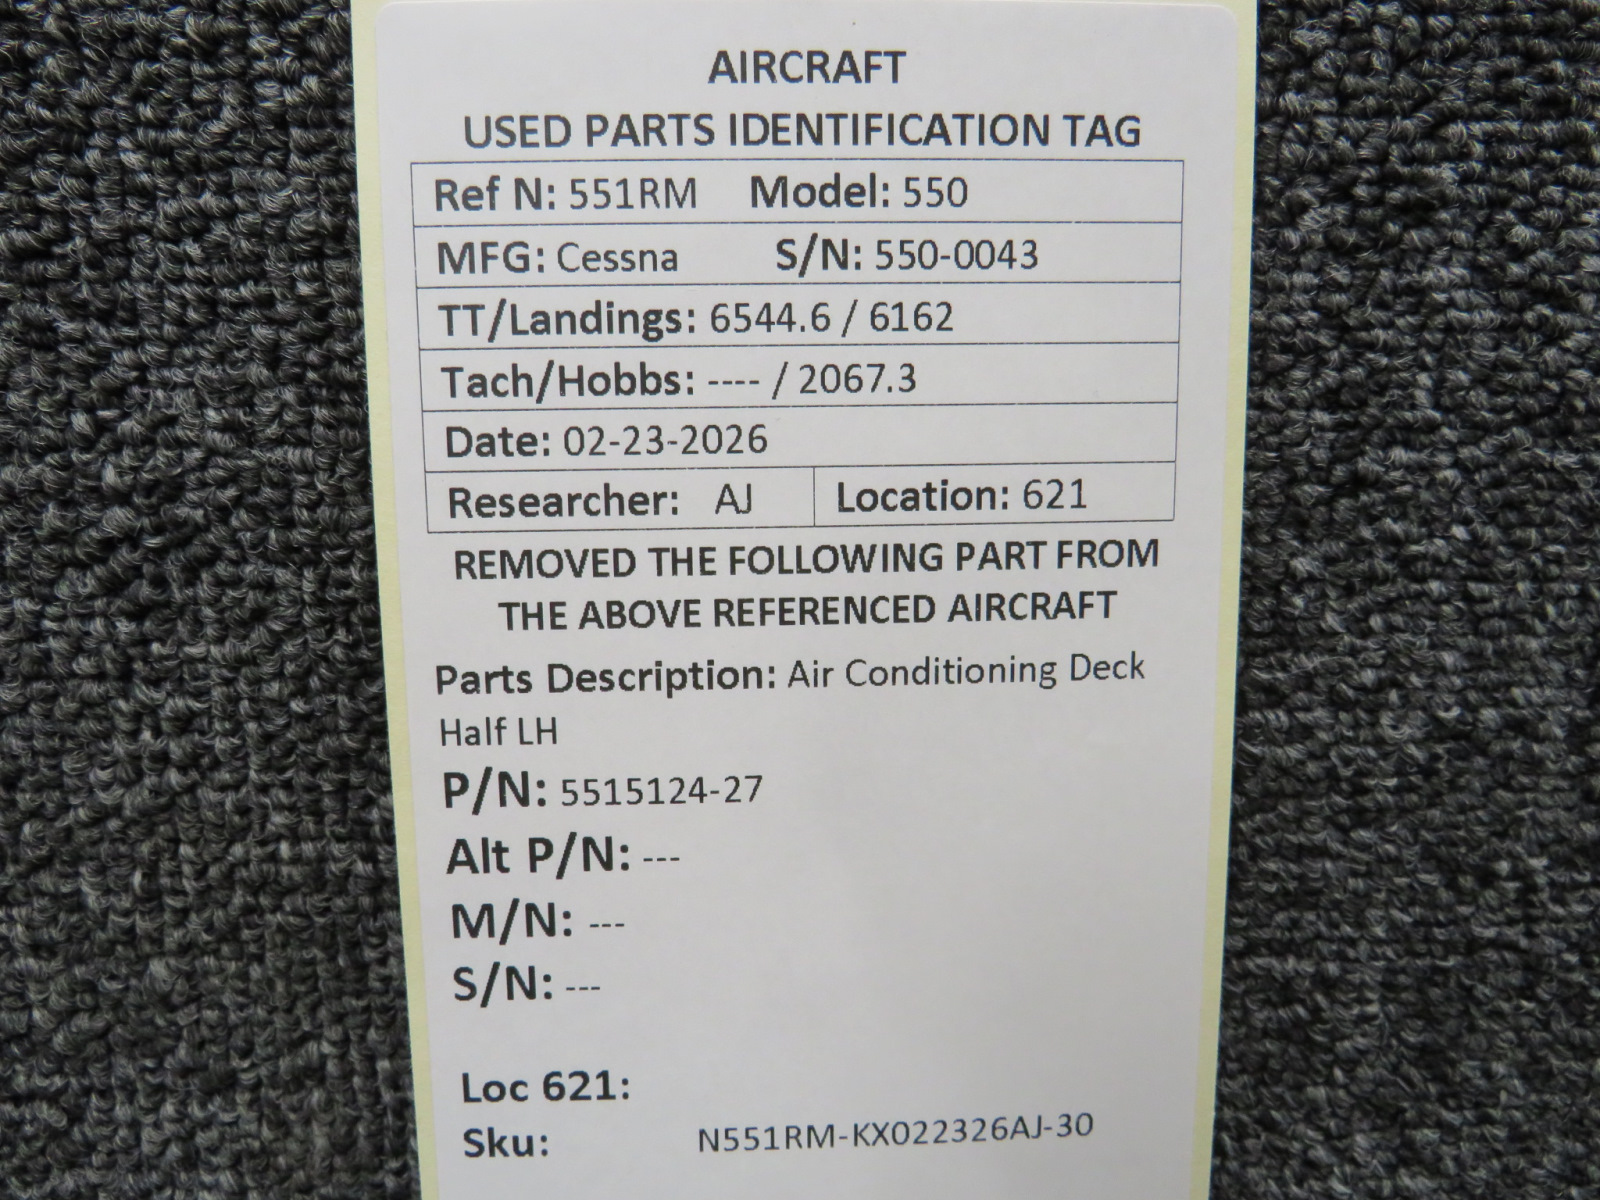 AIRCRAFT
USED PARTS IDENTIFICATION TAG
Ref N: 551RM Model: 550
MFG: Cessna S/N: 550-0043
TT/Landings: 6544.6 / 6162
Tach/Hobbs: ---- / 2067.3
Date: 02-23-2026
Researcher: AJ Location: 621
REMOVED THE FOLLOWING PART FROM
THE ABOVE REFERENCED AIRCRAFT
Parts Description: Air Conditioning Deck
Half LH
P/N: 5515124-27
Alt P/N: ---
M/N: ---
S/N: ---
Loc 621:
Sku: N551RM-KX022326AJ-30